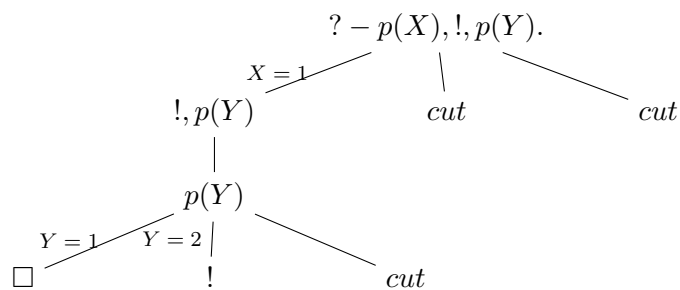 ? − p(X), !, p(Y).
X = 1
!, p(Y) cut cut
p(Y)
Y = 1 Y = 2
□ ! cut